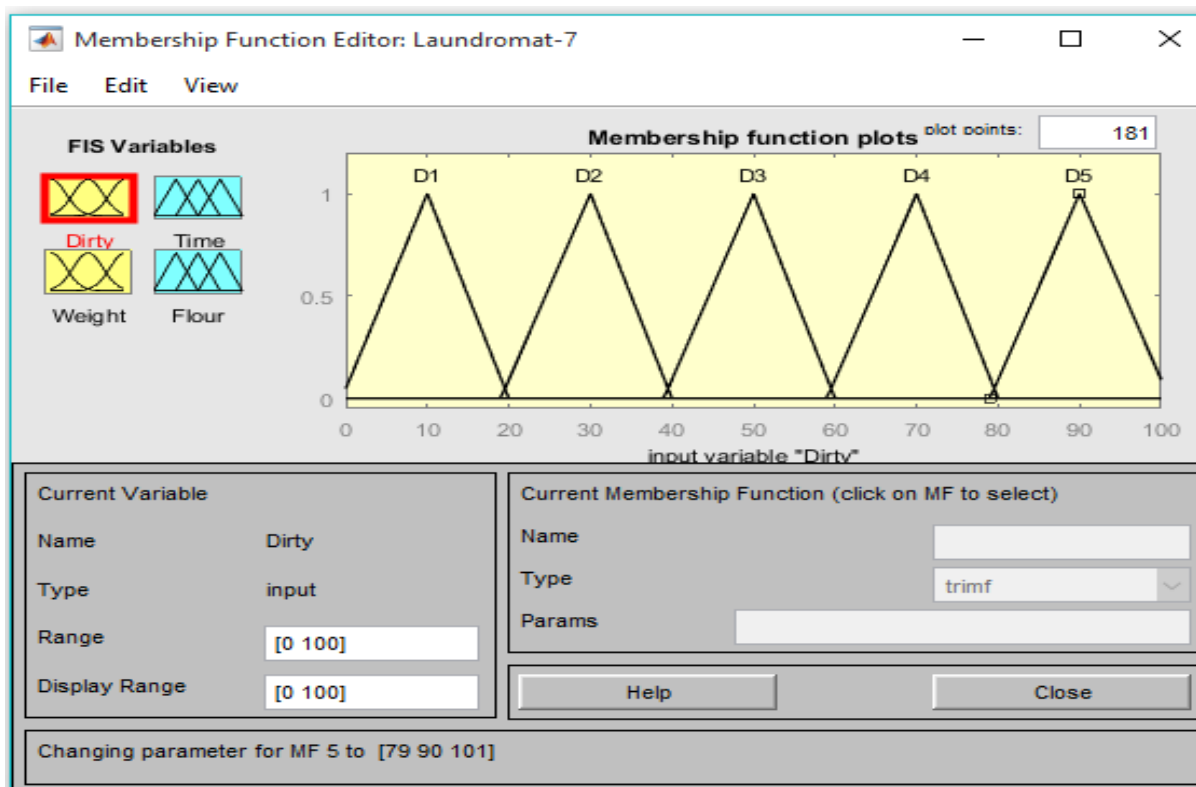 Membership Function Editor: Laundromat-7
File Edit View
FIS Variables
Dirty Time
Weight Flour
Membership function plots plot points: 181
D1 D2 D3 D4 D5
1
0.5
0
0 10 20 30 40 50 60 70 80 90 100
input variable "Dirty"
Current Variable
Name Dirty
Type input
Range [0 100]
Display Range [0 100]
Current Membership Function (click on MF to select)
Name
Type trimf
Params
Help Close
Changing parameter for MF 5 to [79 90 101]